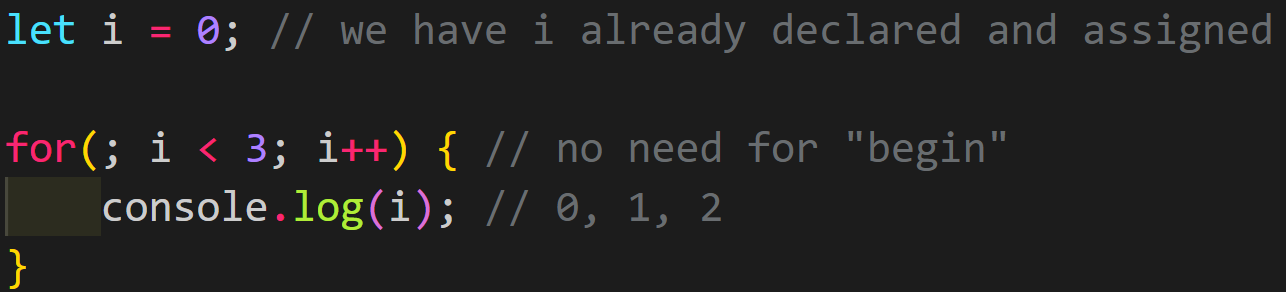 let i = 0; // we have i already declared and assigned
for(; i < 3; i++) { // no need for "begin"
    console.log(i); // 0, 1, 2
}